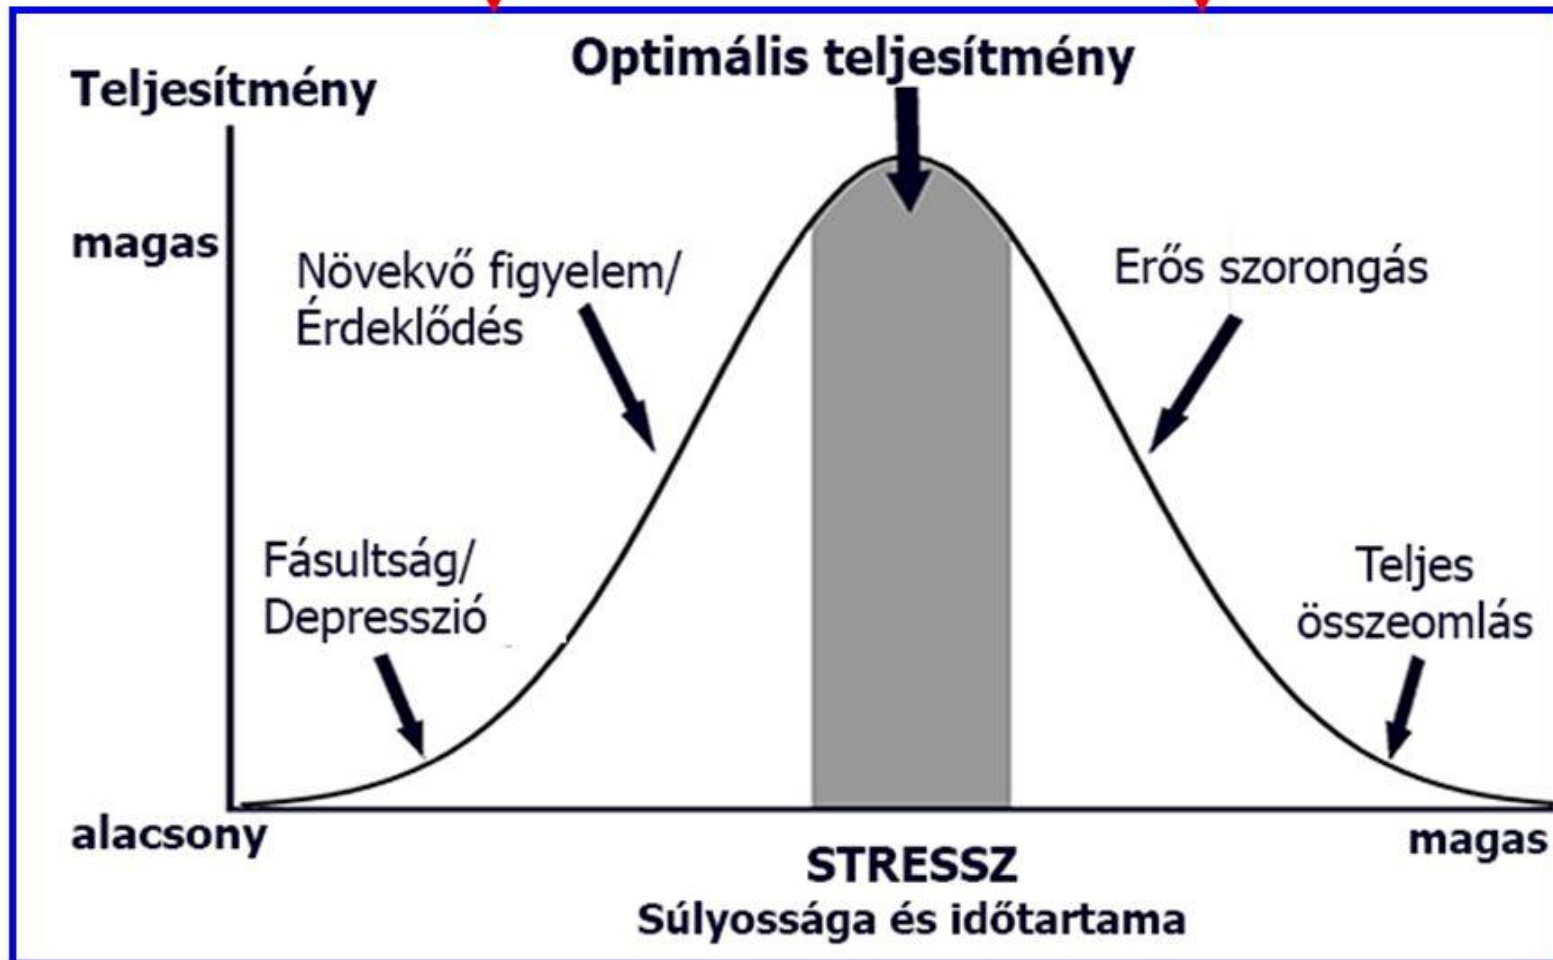 Optimális teljesítmény
Teljesítmény
magas
Növekvő figyelem/
Érdeklődés
Erős szorongás
Fásultság/
Depresszió
Teljes
összeomlás
alacsony
magas
STRESSZ
Súlyossága és időtartama